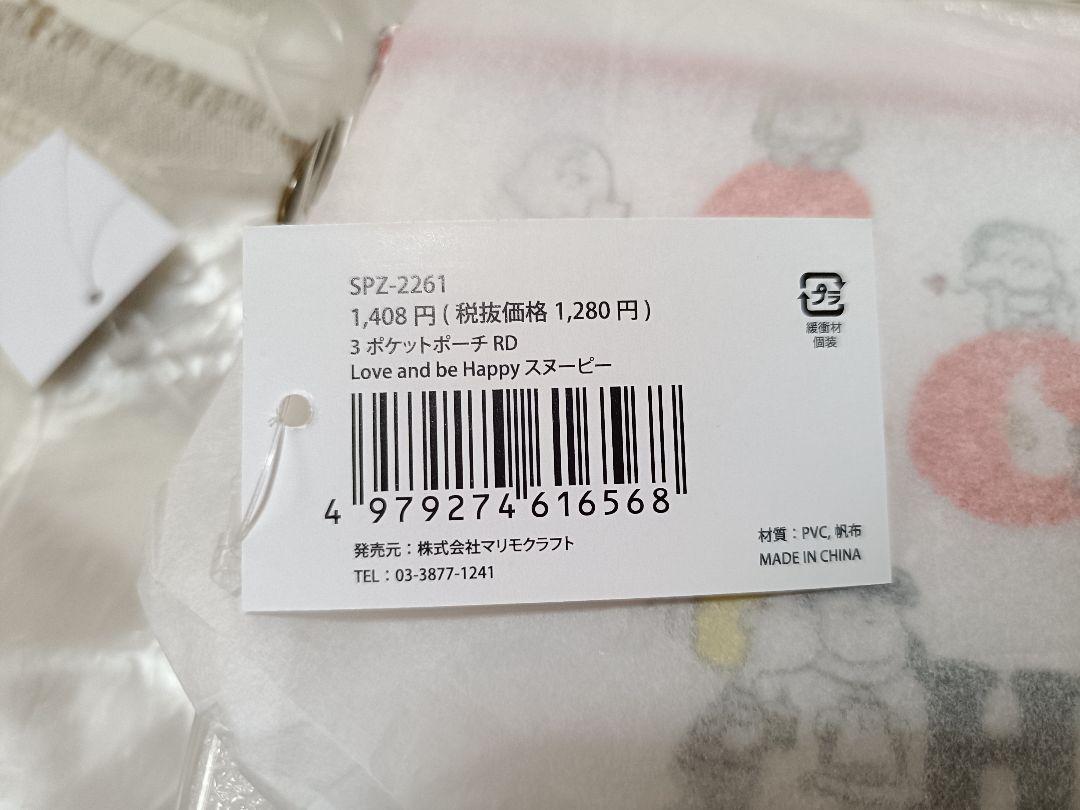 SPZ-2261
1,408 円 ( 税抜価格 1,280 円 )
3 ポケットポーチ RD
Love and be Happy スヌーピー
4 979274 616568
発売元：株式会社マリモクラフト
TEL：03-3877-1241
プラ
緩衝材
個装
材質：PVC, 帆布
MADE IN CHINA